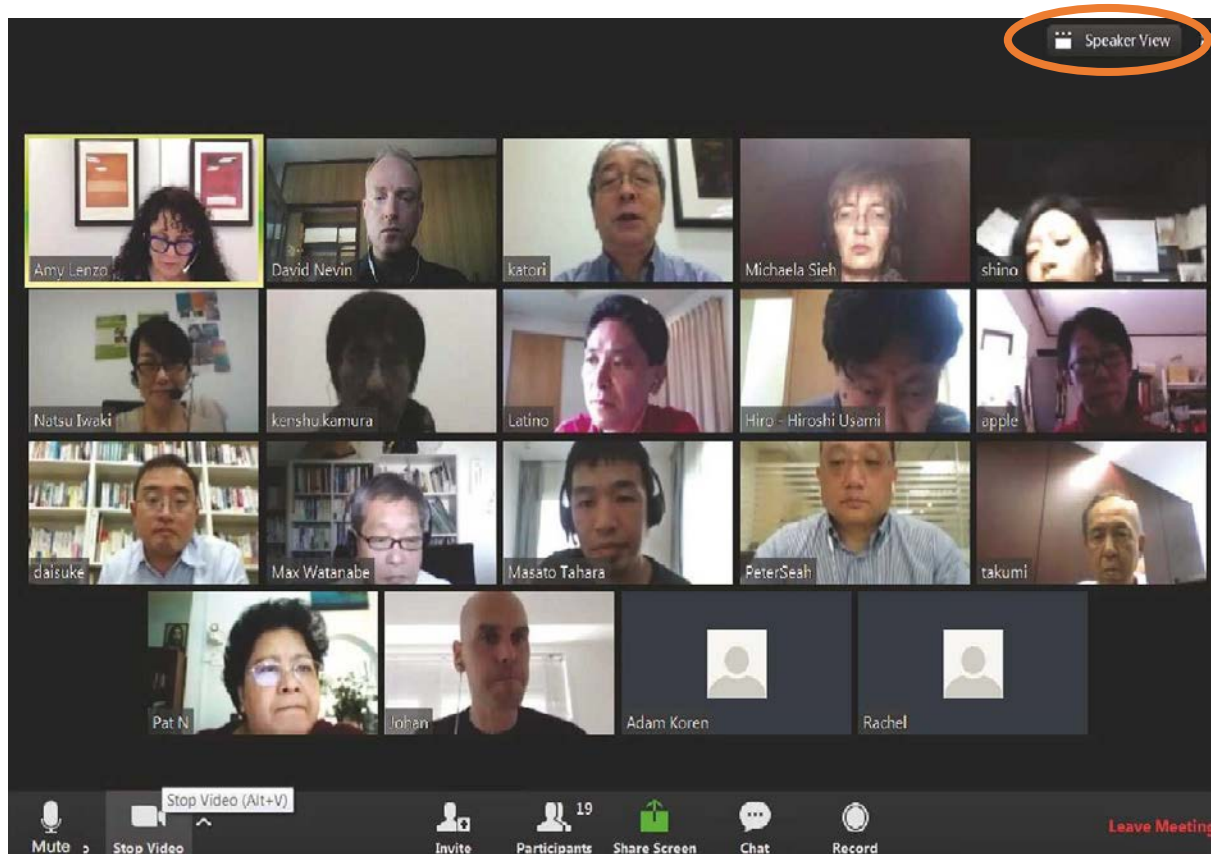 Speaker View
Amy Lenzo
David Nevin
katori
Michaela Sieh
shino
Natsu Iwaki
kenshu.kamura
Latino
Hiro - Hiroshi Usami
apple
daisuke
Max Watanabe
Masato Tahara
PeterSeah
takumi
Pat N
Johan
Adam Koren
Rachel
Stop Video (Alt+V)
19
Mute
Stop Video
Invite
Participants
Share Screen
Chat
Record
Leave Meeting